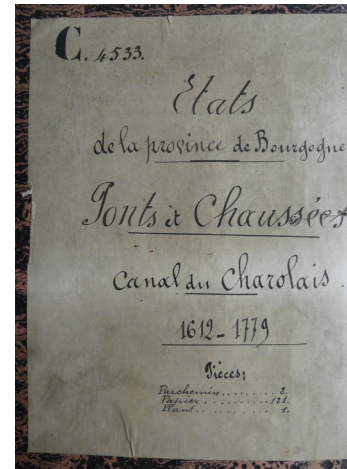 C. 4533.
Etats
de la province de Bourgogne
Ponts et Chaussées
Canal du Charolais.
1612-1779
Pièces;
Parchemin........2.
Papier..........121.
Plans..........1.